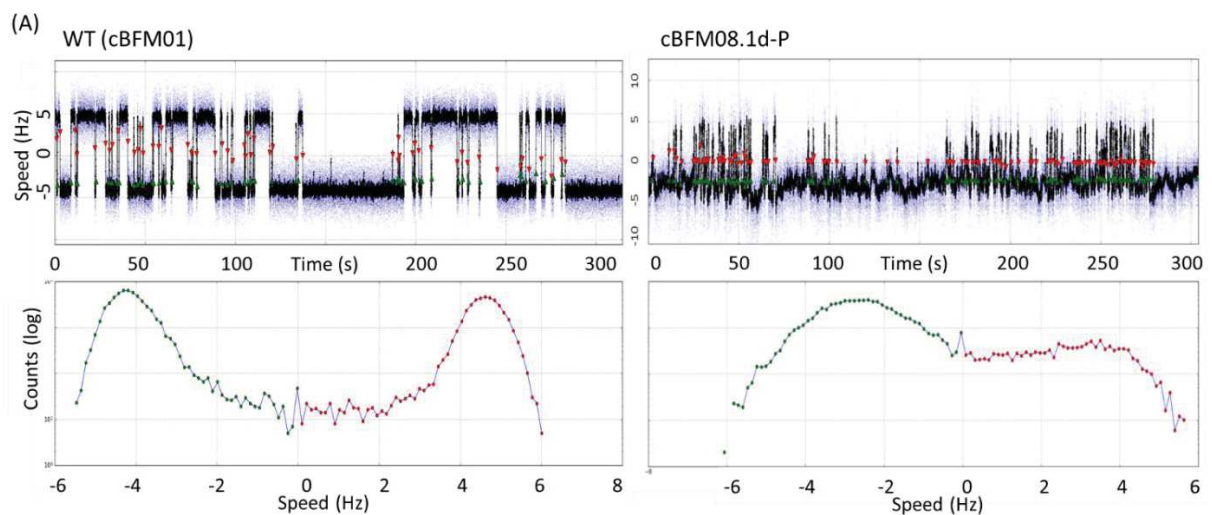 (A)
WT (cBFM01)
cBFM08.1d-P
Speed (Hz)
5
0
-5
10
5
0
-5
-10
0 50 100 Time (s) 200 250 300
0 50 100 Time (s) 200 250 300
Counts (log)
-6 -4 -2 0 2 4 6
-6 -4 -2 0 2 4 6
Speed (Hz)
Speed (Hz)